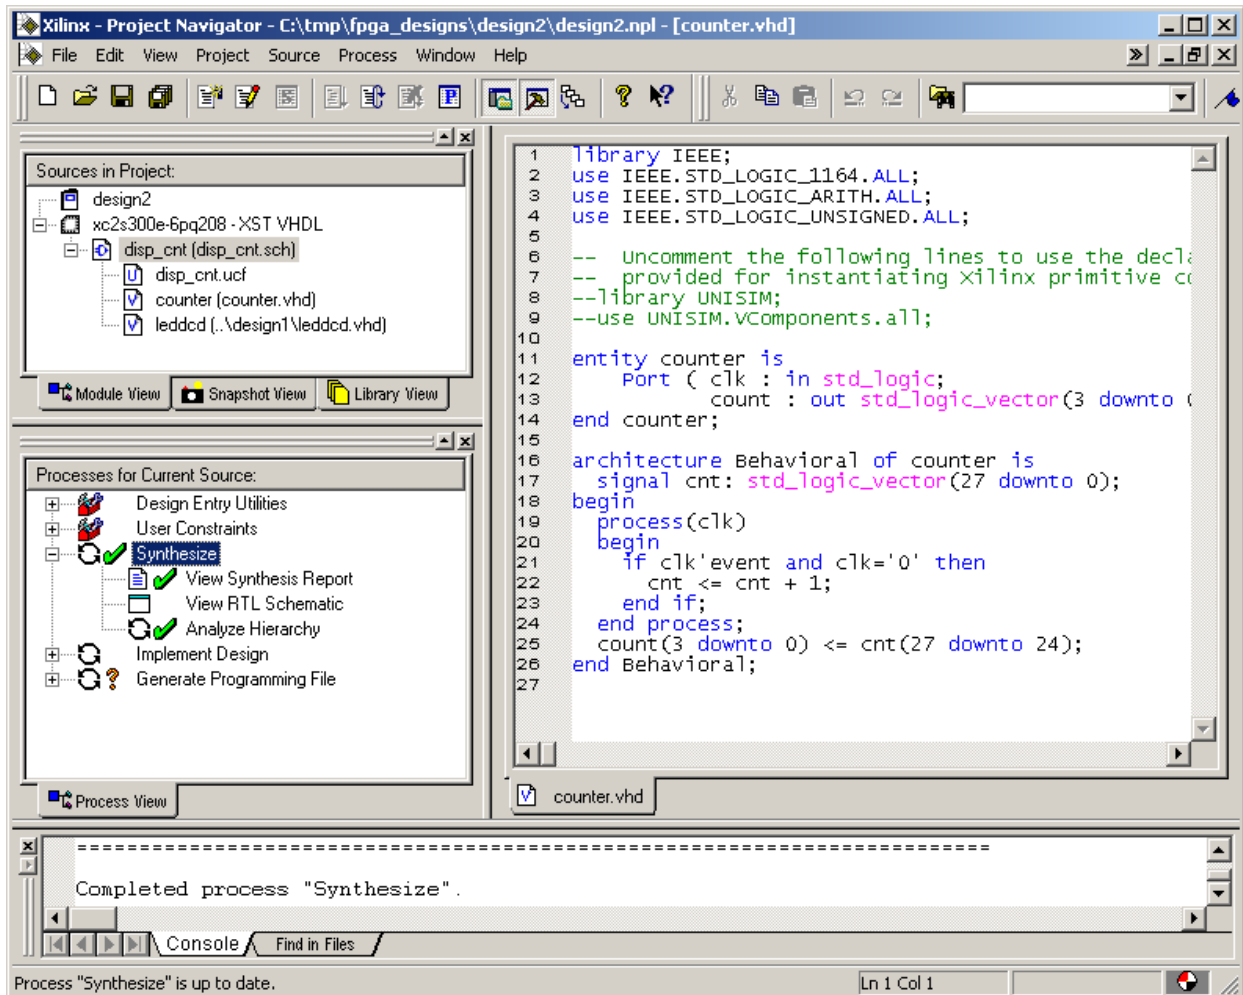 Xilinx - Project Navigator - C:\tmp\fpga_designs\design2\design2.npl - [counter.vhd]
File Edit View Project Source Process Window Help
Sources in Project:
design2
xc2s300e-6pq208 - XST VHDL
disp_cnt (disp_cnt.sch)
disp_cnt.ucf
counter (counter.vhd)
leddcd (..\design1\leddcd.vhd)
Module View Snapshot View Library View
Processes for Current Source:
Design Entry Utilities
User Constraints
Synthesize
View Synthesis Report
View RTL Schematic
Analyze Hierarchy
Implement Design
Generate Programming File
Process View
1 library IEEE;
2 use IEEE.STD_LOGIC_1164.ALL;
3 use IEEE.STD_LOGIC_ARITH.ALL;
4 use IEEE.STD_LOGIC_UNSIGNED.ALL;
5
6 -- Uncomment the following lines to use the decla
7 -- provided for instantiating Xilinx primitive co
8 --library UNISIM;
9 --use UNISIM.VComponents.all;
10
11 entity counter is
12 Port ( clk : in std_logic;
13 count : out std_logic_vector(3 downto 0
14 end counter;
15
16 architecture Behavioral of counter is
17 signal cnt: std_logic_vector(27 downto 0);
18 begin
19 process(clk)
20 begin
21 if clk'event and clk='0' then
22 cnt <= cnt + 1;
23 end if;
24 end process;
25 count(3 downto 0) <= cnt(27 downto 24);
26 end Behavioral;
27
counter.vhd
=========================================================================
Completed process "Synthesize".
Console Find in Files
Process "Synthesize" is up to date.
Ln 1 Col 1